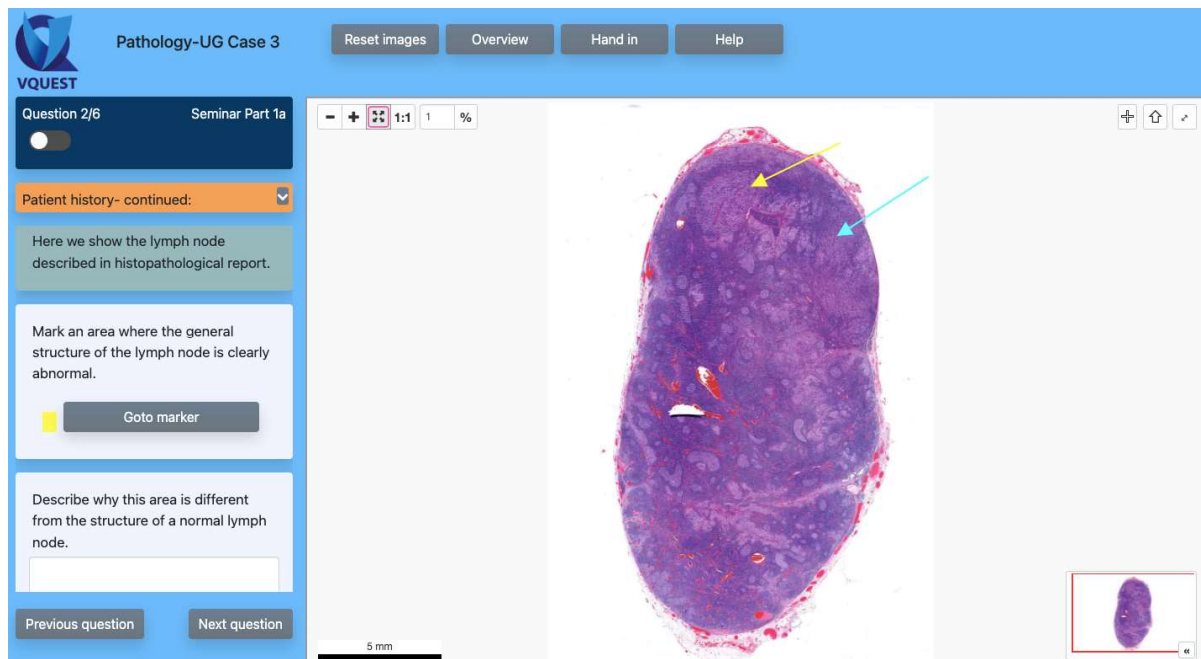 Pathology-UG Case 3
Reset images
Overview
Hand in
Help
VQUEST
Question 2/6
Seminar Part 1a
Patient history- continued:
Here we show the lymph node
described in histopathological report.
Mark an area where the general
structure of the lymph node is clearly
abnormal.
Goto marker
Describe why this area is different
from the structure of a normal lymph
node.
Previous question
Next question
- + 1:1 1 %
5 mm